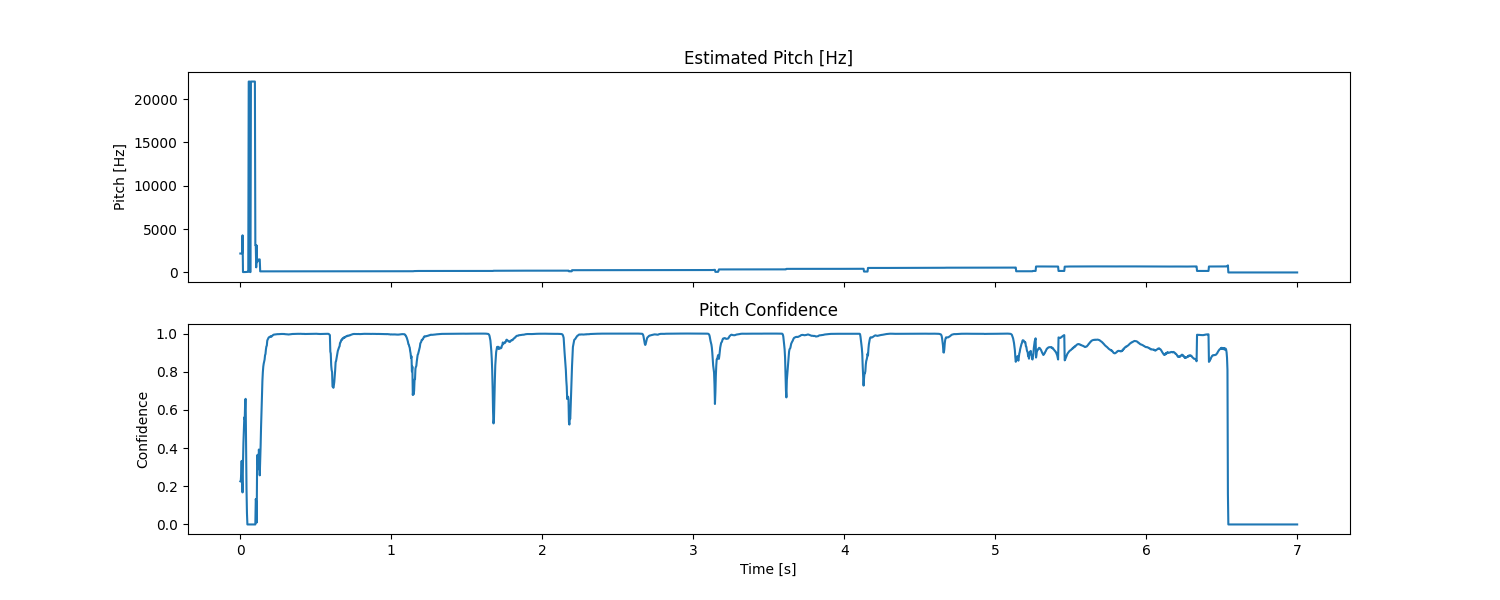 Estimated Pitch [Hz]
Pitch [Hz]
20000
15000
10000
5000
0
Pitch Confidence
Confidence
1.0
0.8
0.6
0.4
0.2
0.0
0 1 2 3 4 5 6 7
Time [s]